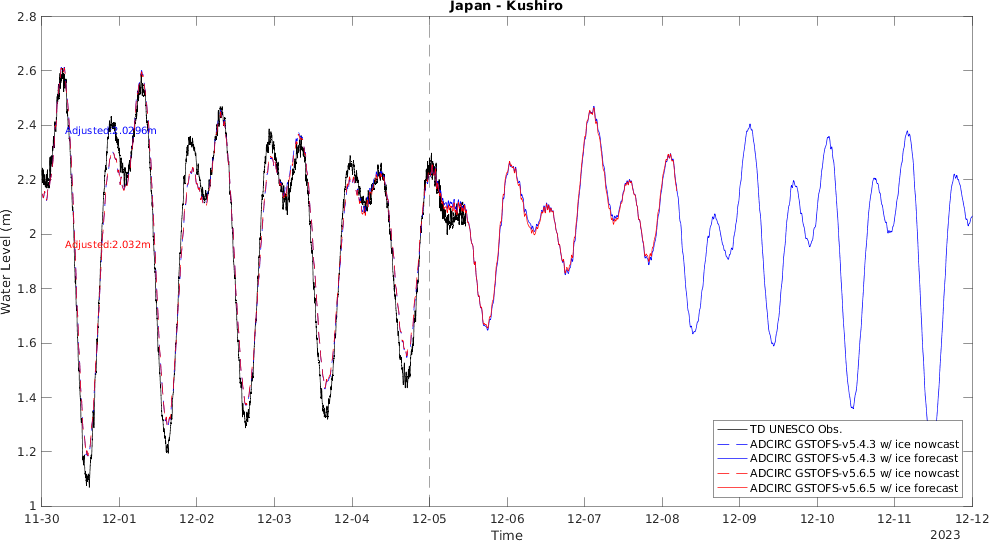 Japan - Kushiro
2.8
2.6
2.4
2.2
2
1.8
1.6
1.4
1.2
1
Water Level (m)
Adjusted:2.0296m
Adjusted:2.032m
TD UNESCO Obs.
ADCIRC GSTOFS-v5.4.3 w/ ice nowcast
ADCIRC GSTOFS-v5.4.3 w/ ice forecast
ADCIRC GSTOFS-v5.6.5 w/ ice nowcast
ADCIRC GSTOFS-v5.6.5 w/ ice forecast
11-30 12-01 12-02 12-03 12-04 12-05 12-06 12-07 12-08 12-09 12-10 12-11 12-12
Time
2023